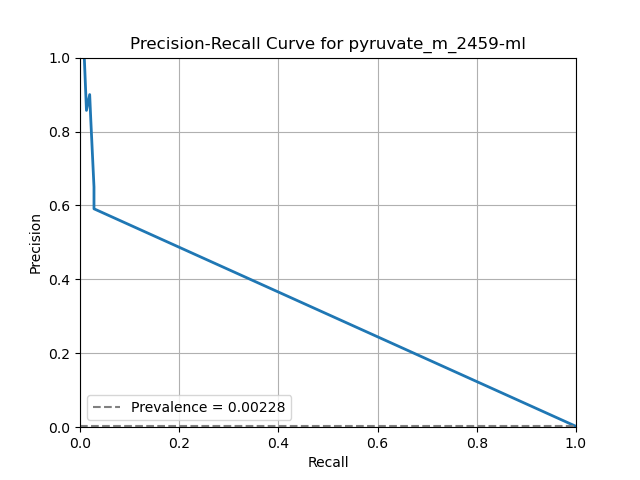 Precision-Recall Curve for pyruvate_m_2459-ml
1.0
0.8
0.6
0.4
0.2
0.0
Precision
Prevalence = 0.00228
0.0 0.2 0.4 0.6 0.8 1.0
Recall